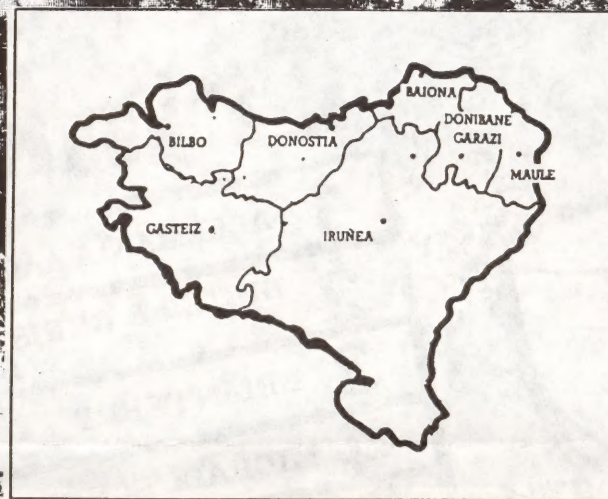 BAIONA
DONIBANE
GARAZI
BILBO
DONOSTIA
MAULE
GASTEIZ
IRUÑEA